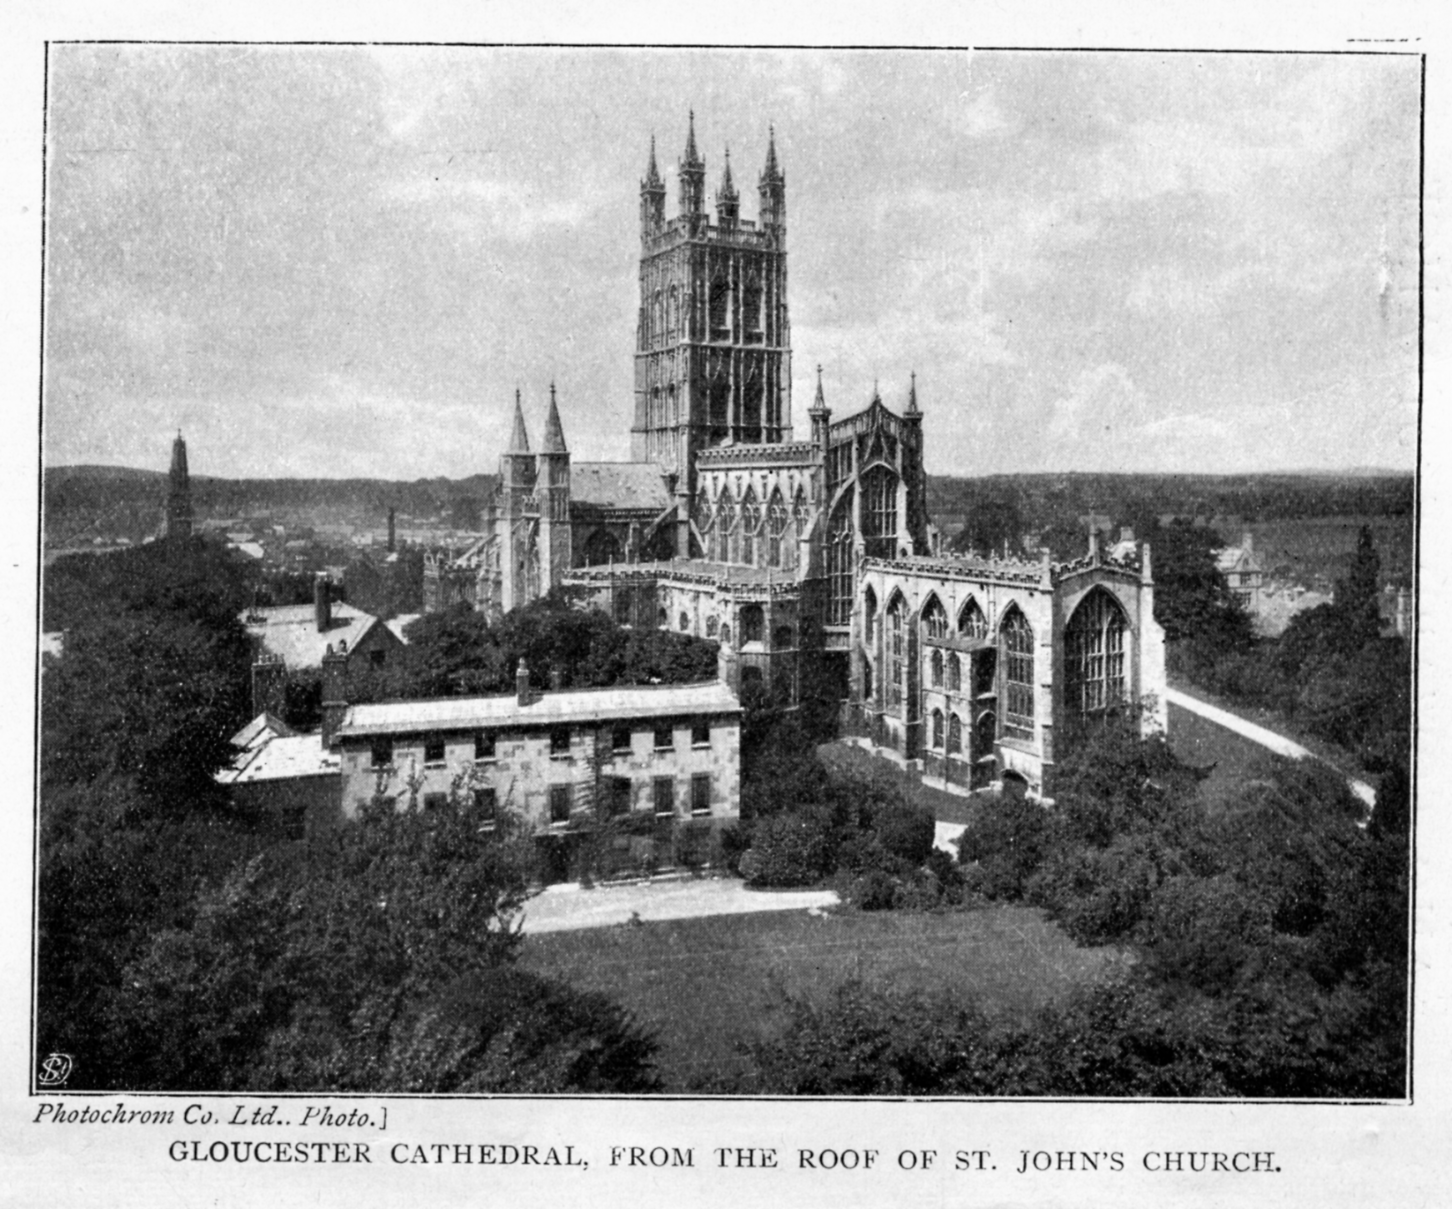 Photochrom Co. Ltd.. Photo.]
GLOUCESTER CATHEDRAL, FROM THE ROOF OF ST. JOHN'S CHURCH.